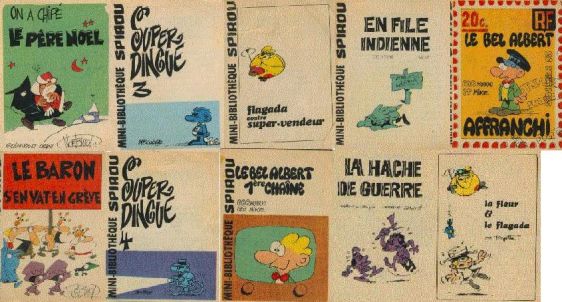 ON A CHIPÉ
LE PÈRE NOËL
MINI-BIBLIOTHÈQUE SPIROU
SUPER
DINGUE
3
MINI-BIBLIOTHÈQUE SPIROU
flagada
contre
super-vendeur
MINI-BIBLIOTHÈQUE SPIROU
EN FILE
INDIENNE
20c.
RF
LE BEL ALBERT
AFFRANCHI
LE BARON
S'EN VA T'EN GRÈVE
MINI-BIBLIOTHÈQUE SPIROU
SUPER
DINGUE
4
MINI-BIBLIOTHÈQUE SPIROU
LE BEL ALBERT
1ère CHAÎNE
LA HACHE
DE GUERRE
la fleur
&
le flagada